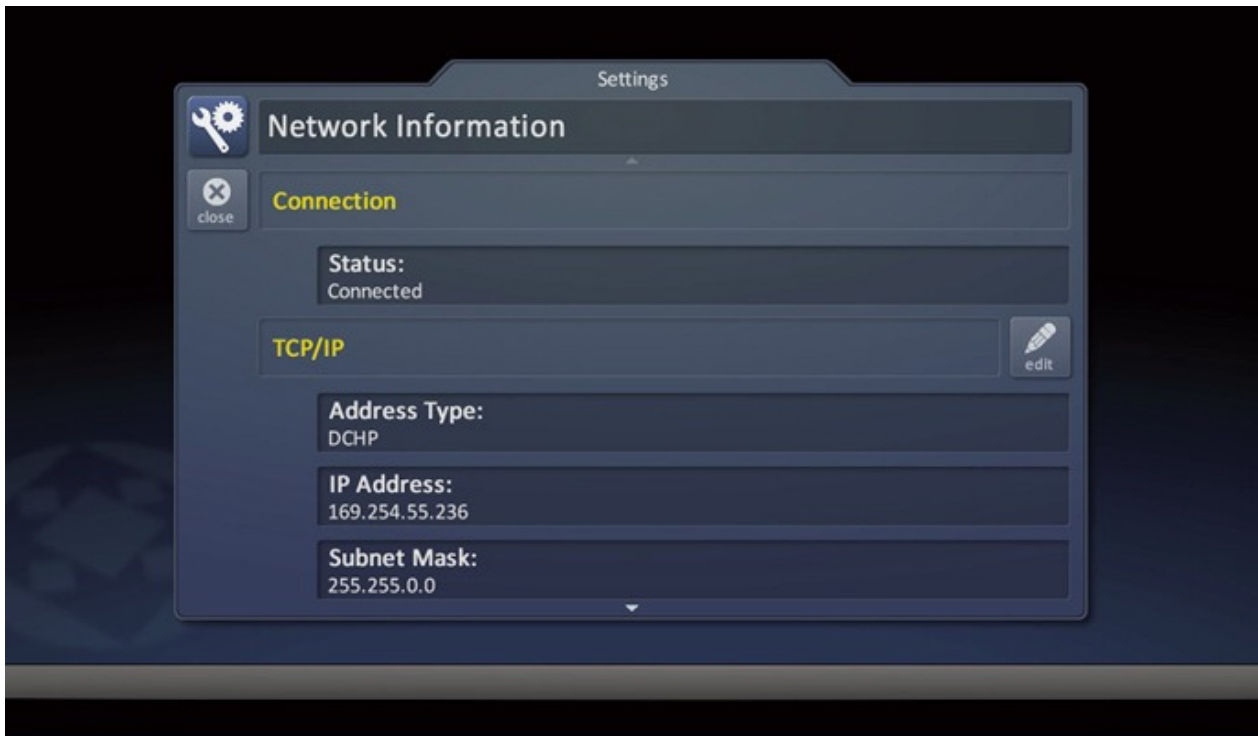 Settings
Network Information
close
Connection
Status:
Connected
TCP/IP
edit
Address Type:
DCHP
IP Address:
169.254.55.236
Subnet Mask:
255.255.0.0